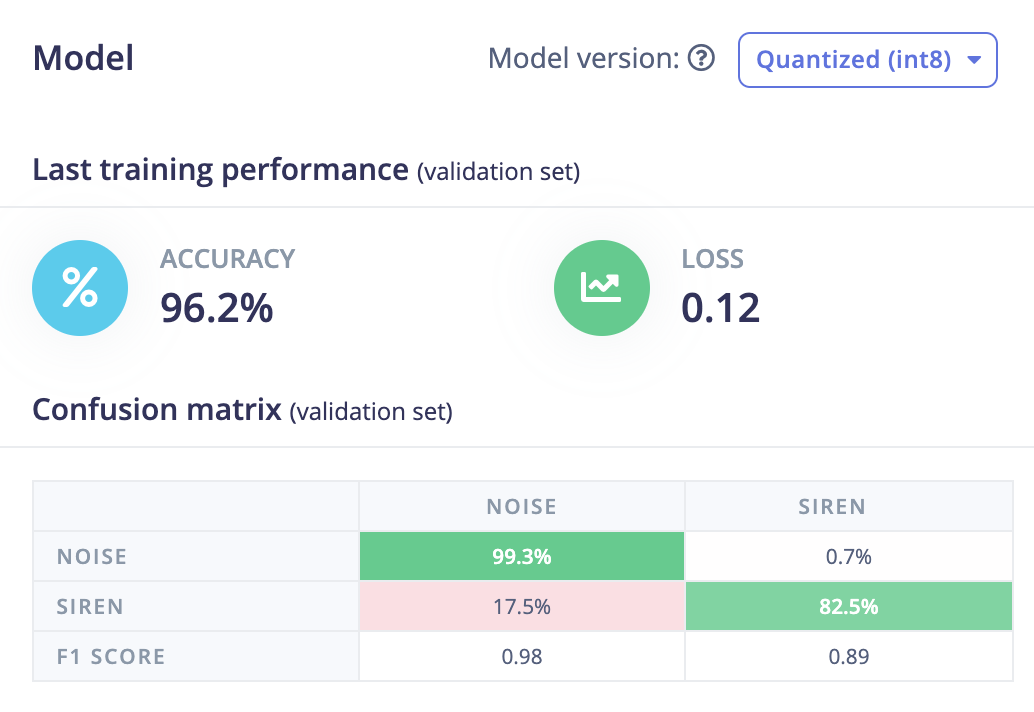 Model
Model version: ?
Quantized (int8)
Last training performance (validation set)
%
ACCURACY
96.2%
LOSS
0.12
Confusion matrix (validation set)
NOISE SIREN
NOISE 99.3% 0.7%
SIREN 17.5% 82.5%
F1 SCORE 0.98 0.89